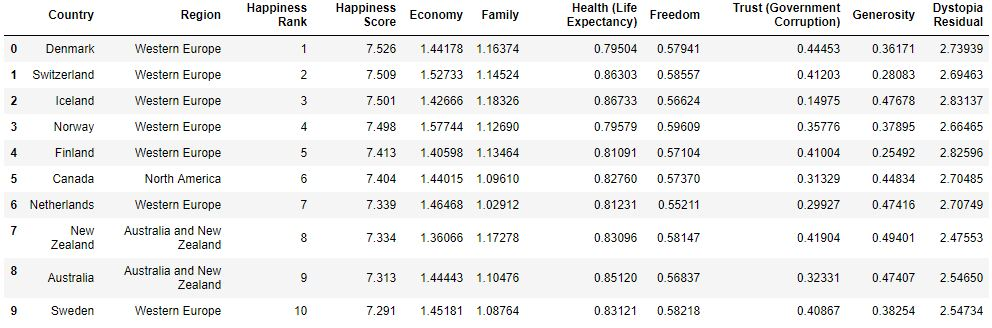 Country Region Happiness Rank Happiness Score Economy Family Health (Life Expectancy) Freedom Trust (Government Corruption) Generosity Dystopia Residual
0 Denmark Western Europe 1 7.526 1.44178 1.16374 0.79504 0.57941 0.44453 0.36171 2.73939
1 Switzerland Western Europe 2 7.509 1.52733 1.14524 0.86303 0.58557 0.41203 0.28083 2.69463
2 Iceland Western Europe 3 7.501 1.42666 1.18326 0.86733 0.56624 0.14975 0.47678 2.83137
3 Norway Western Europe 4 7.498 1.57744 1.12690 0.79579 0.59609 0.35776 0.37895 2.66465
4 Finland Western Europe 5 7.413 1.40598 1.13464 0.81091 0.57104 0.41004 0.25492 2.82596
5 Canada North America 6 7.404 1.44015 1.09610 0.82760 0.57370 0.31329 0.44834 2.70485
6 Netherlands Western Europe 7 7.339 1.46468 1.02912 0.81231 0.55211 0.29927 0.47416 2.70749
7 New Zealand Australia and New Zealand 8 7.334 1.36066 1.17278 0.83096 0.58147 0.41904 0.49401 2.47553
8 Australia Australia and New Zealand 9 7.313 1.44443 1.10476 0.85120 0.56837 0.32331 0.47407 2.54650
9 Sweden Western Europe 10 7.291 1.45181 1.08764 0.83121 0.58218 0.40867 0.38254 2.54734